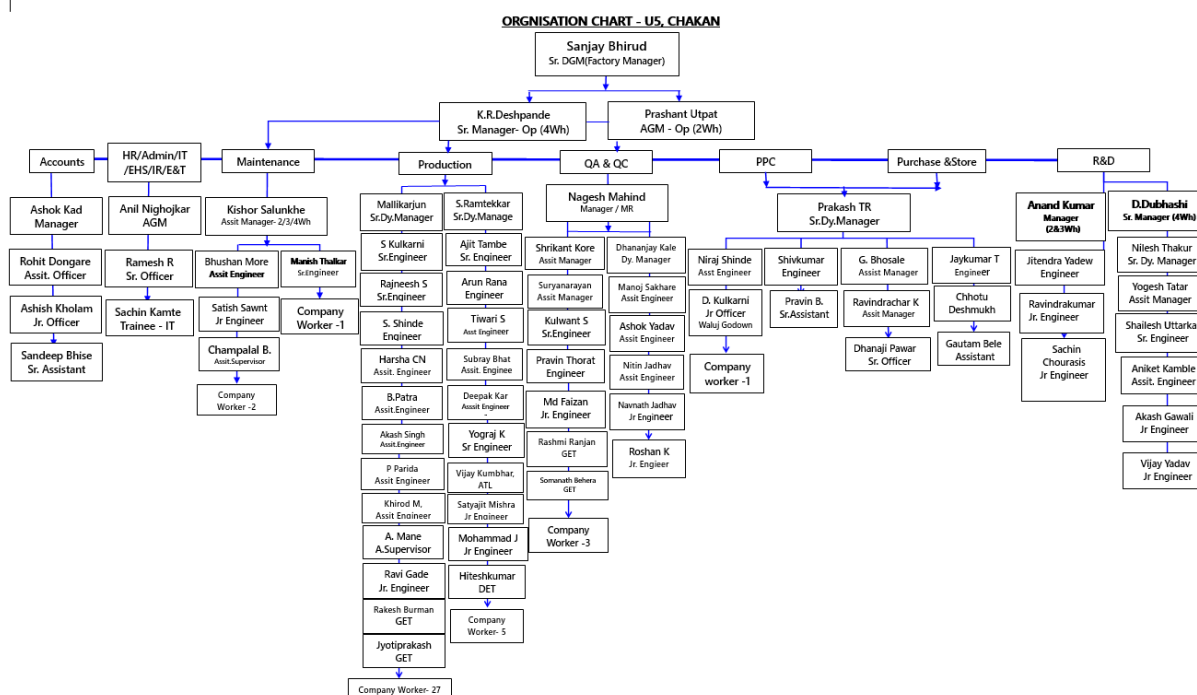 ORGNISATION CHART - U5, CHAKAN
Sanjay Bhirud
Sr. DGM(Factory Manager)
K.R.Deshpande
Sr. Manager- Op (4Wh)
Prashant Utpat
AGM - Op (2Wh)
Accounts
HR/Admin/IT
/EHS/IR/E&T
Maintenance
Production
QA & QC
PPC
Purchase &Store
R&D
Ashok Kad
Manager
Rohit Dongare
Assit. Officer
Ashish Kholam
Jr. Officer
Sandeep Bhise
Sr. Assistant
Anil Nighojkar
AGM
Ramesh R
Sr. Officer
Sachin Kamte
Trainee - IT
Kishor Salunkhe
Assit Manager- 2/3/4Wh
Bhushan More
Assit Engineer
Satish Sawnt
Jr Engineer
Champalal B.
Assit.Supervisor
Company
Worker -2
Manish Thalkar
Sr.Engineer
Company
Worker -1
Mallikarjun
Sr.Dy.Manager
S Kulkarni
Sr.Engineer
Rajneesh S
Sr.Engineer
S. Shinde
Engineer
Harsha CN
Assit. Engineer
B.Patra
Assit.Engineer
Akash Singh
Assit.Engineer
P Parida
Assit Engineer
Khirod M,
Assit Engineer
A. Mane
A.Supervisor
Ravi Gade
Jr. Engineer
Rakesh Burman
GET
Jyotiprakash
GET
Company Worker- 27
S.Ramtekkar
Sr.Dy.Manage
Ajit Tambe
Sr. Engineer
Arun Rana
Engineer
Tiwari S
Asst Engineer
Subray Bhat
Assit. Enginee
Deepak Kar
Asssit Engineer
-
Yograj K
Sr Engineer
Vijay Kumbhar,
ATL
Satyajit Mishra
Jr Engineer
Mohammad J
Jr Engineer
Hiteshkumar
DET
Company
Worker- 5
Nagesh Mahind
Manager / MR
Shrikant Kore
Assit Manager
Suryanarayan
Assit Manager
Kulwant S
Sr.Engineer
Pravin Thorat
Engineer
Md Faizan
Jr. Engineer
Rashmi Ranjan
GET
Somanath Behera
GET
Company
Worker -3
Dhananjay Kale
Dy. Manager
Manoj Sakhare
Assit Engineer
Ashok Yadav
Assit Engineer
Nitin Jadhav
Assit Engineer
Navnath Jadhav
Jr Engineer
Roshan K
Jr. Engieer
Prakash TR
Sr.Dy.Manager
Niraj Shinde
Asst Engineer
D. Kulkarni
Jr Officer
Waluj Godown
Company
worker -1
Shivkumar
Engineer
Pravin B.
Sr.Assistant
G. Bhosale
Assist Manager
Ravindrachar K
Assit Manager
Dhanaji Pawar
Sr. Officer
Jaykumar T
Engineer
Chhotu
Deshmukh
Gautam Bele
Assistant
Anand Kumar
Manager
(2&3Wh)
Jitendra Yadew
Engineer
Ravindrakumar
Jr. Engineer
Sachin
Chourasis
Jr Engineer
D.Dubhashi
Sr. Manager (4Wh)
Nilesh Thakur
Sr. Dy. Manager
Yogesh Tatar
Assit Manager
Shailesh Uttarka
Sr. Engineer
Aniket Kamble
Assit. Engineer
Akash Gawali
Jr Engineer
Vijay Yadav
Jr Engineer